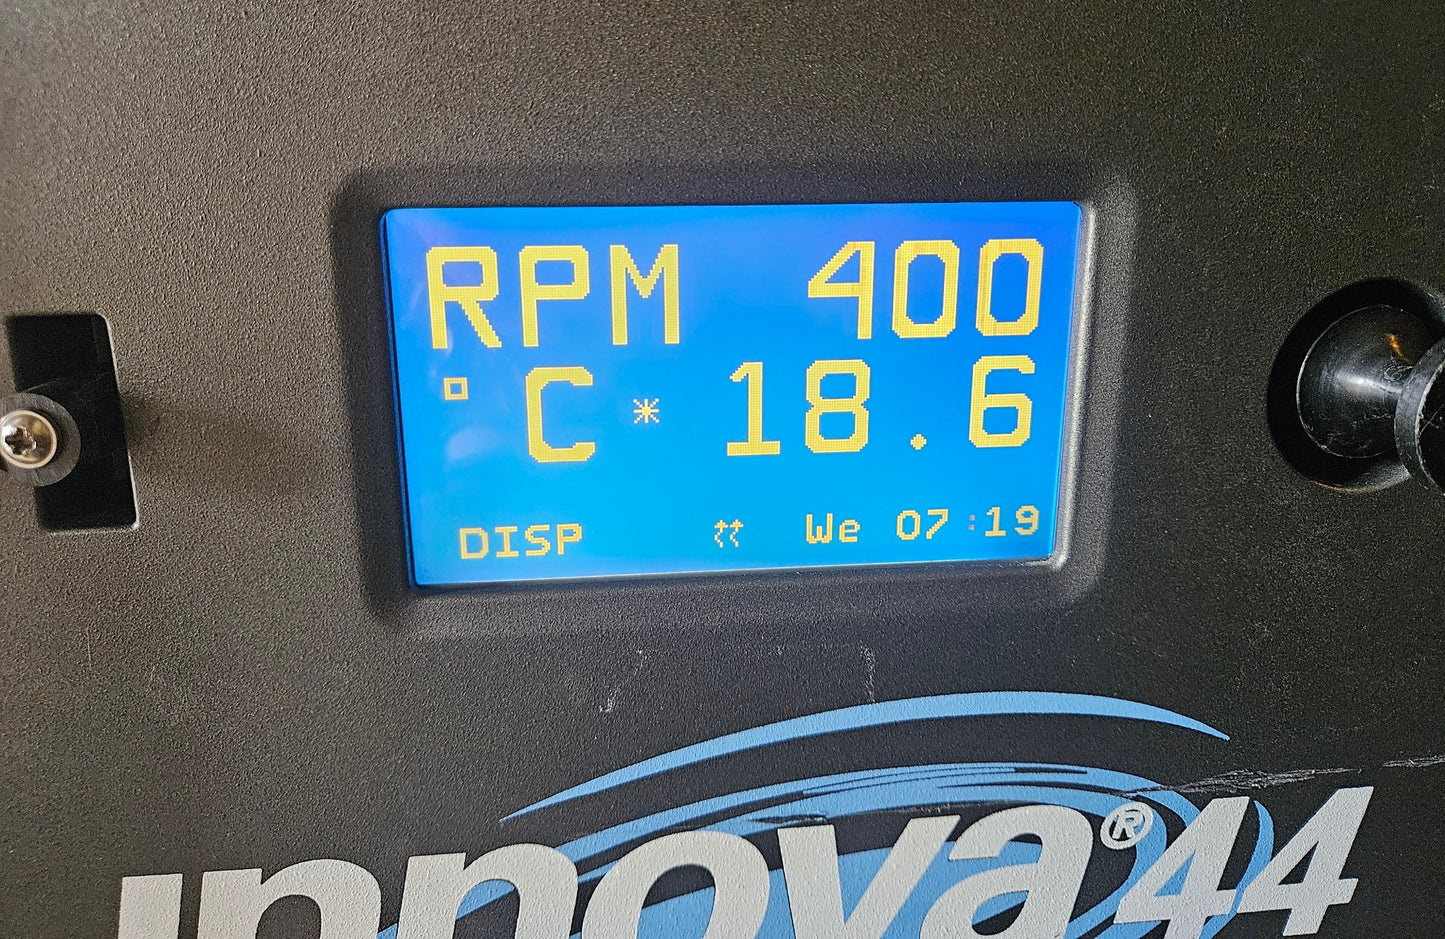 RPM 400
°C * 18.6
DISP We 07:19
innova®44